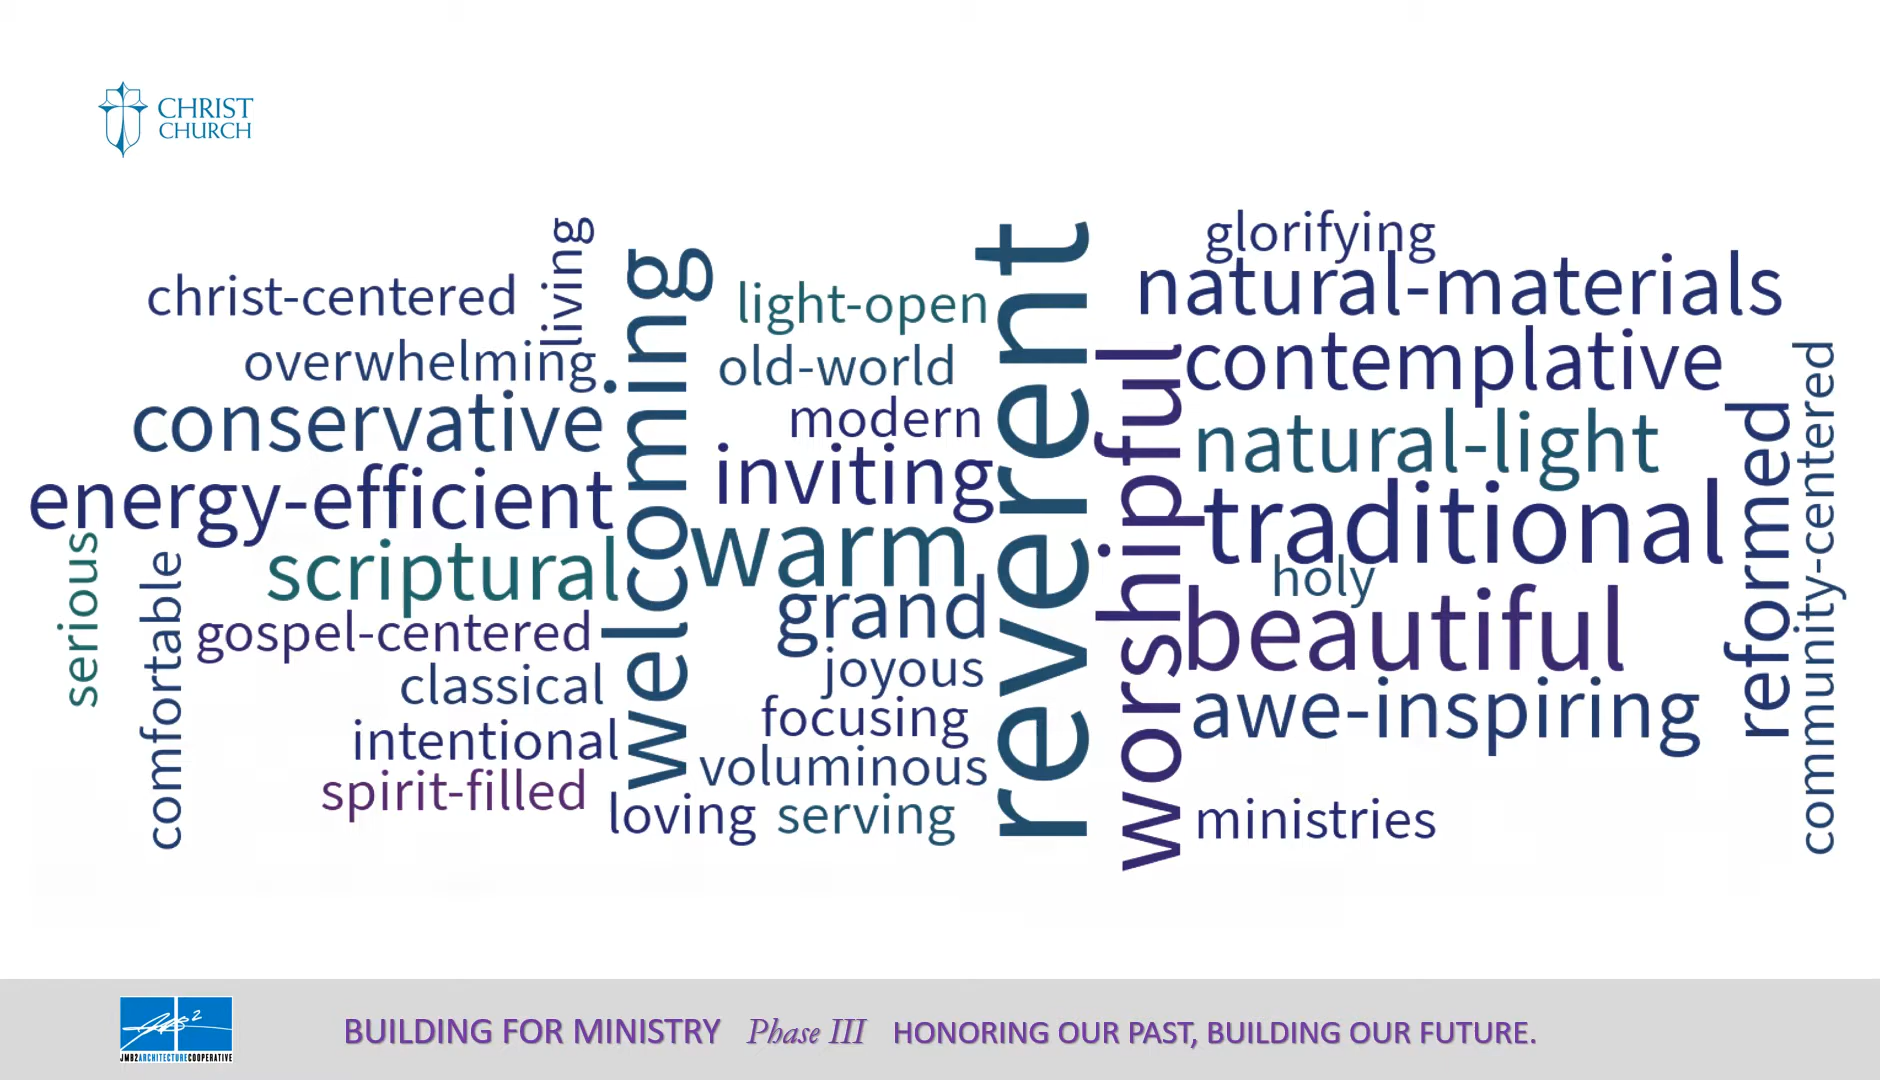 CHRIST
CHURCH
living
christ-centered
overwhelming
conservative
energy-efficient
scriptural
serious
comfortable
gospel-centered
classical
intentional
spirit-filled
welcoming
light-open
old-world
modern
inviting
warm
grand
joyous
focusing
voluminous
loving
serving
reverent
worshipful
glorifying
natural-materials
contemplative
natural-light
traditional
holy
beautiful
awe-inspiring
ministries
reformed
community-centered
JMB2ARCHITECTURECOOPERATIVE
BUILDING FOR MINISTRY Phase III HONORING OUR PAST, BUILDING OUR FUTURE.